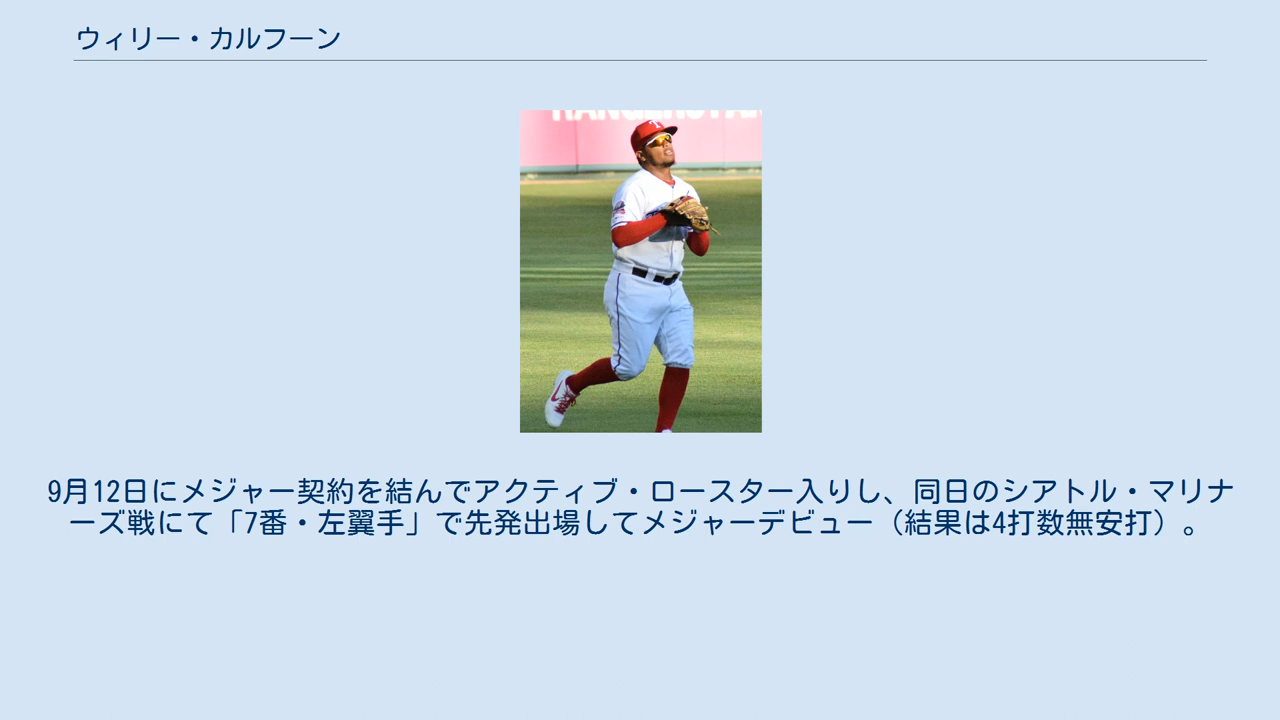 ウィリー・カルフーン
T
9月12日にメジャー契約を結んでアクティブ・ロースター入りし、同日のシアトル・マリナ
ーズ戦にて「7番・左翼手」で先発出場してメジャーデビュー（結果は4打数無安打）。